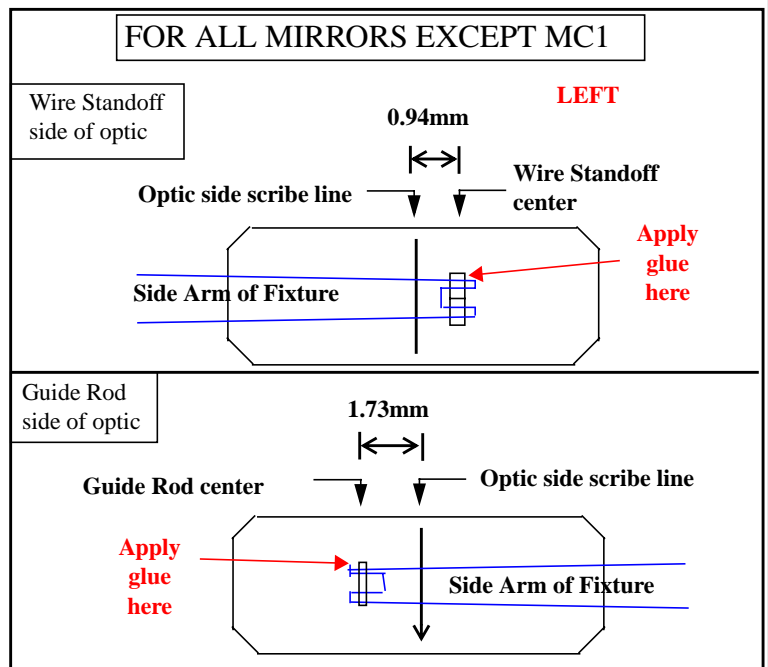 FOR ALL MIRRORS EXCEPT MC1
Wire Standoff
side of optic
LEFT
0.94mm
Optic side scribe line
Wire Standoff
center
Apply
glue
here
Side Arm of Fixture
Guide Rod
side of optic
1.73mm
Guide Rod center
Optic side scribe line
Apply
glue
here
Side Arm of Fixture